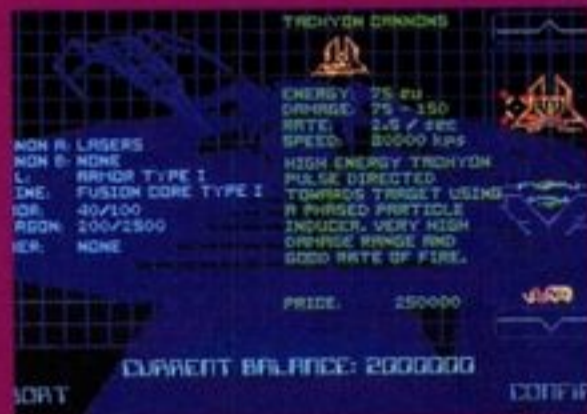 TACHYON CANNONS
ENERGY: 75 eu
DAMAGE: 75 - 150
RATE: 2.5 / sec
SPEED: 80000 kps
HIGH ENERGY TACHYON
PULSE DIRECTED
TOWARDS TARGET USING
A PHASED PARTICLE
INDUCER. VERY HIGH
DAMAGE RANGE AND
GOOD RATE OF FIRE.
PRICE: 250000
NON A: LASERS
NON B: NONE
L: ARMOR TYPE I
INE: FUSION CORE TYPE I
OR: 40/100
RGON: 200/2500
ER: NONE
CURRENT BALANCE: 2000000
BORT
CONFIR